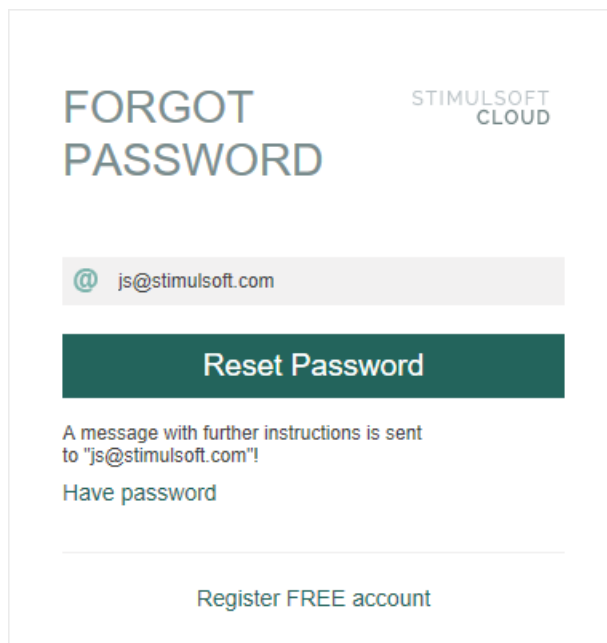 FORGOT
PASSWORD
STIMULSOFT
CLOUD
@ js@stimulsoft.com
Reset Password
A message with further instructions is sent
to "js@stimulsoft.com"!
Have password
Register FREE account